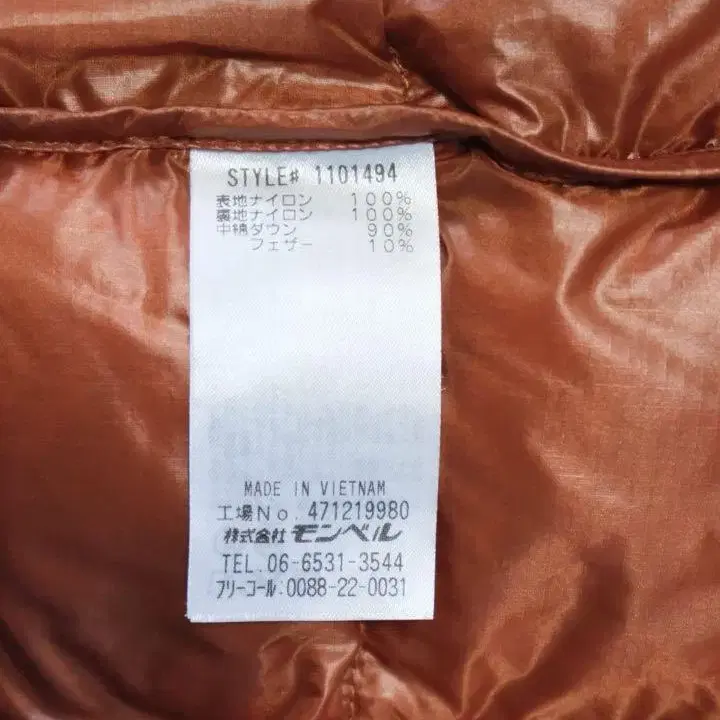 STYLE# 1101494
表地ナイロン 100%
裏地ナイロン 100%
中綿ダウン 90%
フェザー 10%
MADE IN VIETNAM
工場No. 471219980
株式会社 モンベル
TEL.06-6531-3544
フリーコール:0088-22-0031